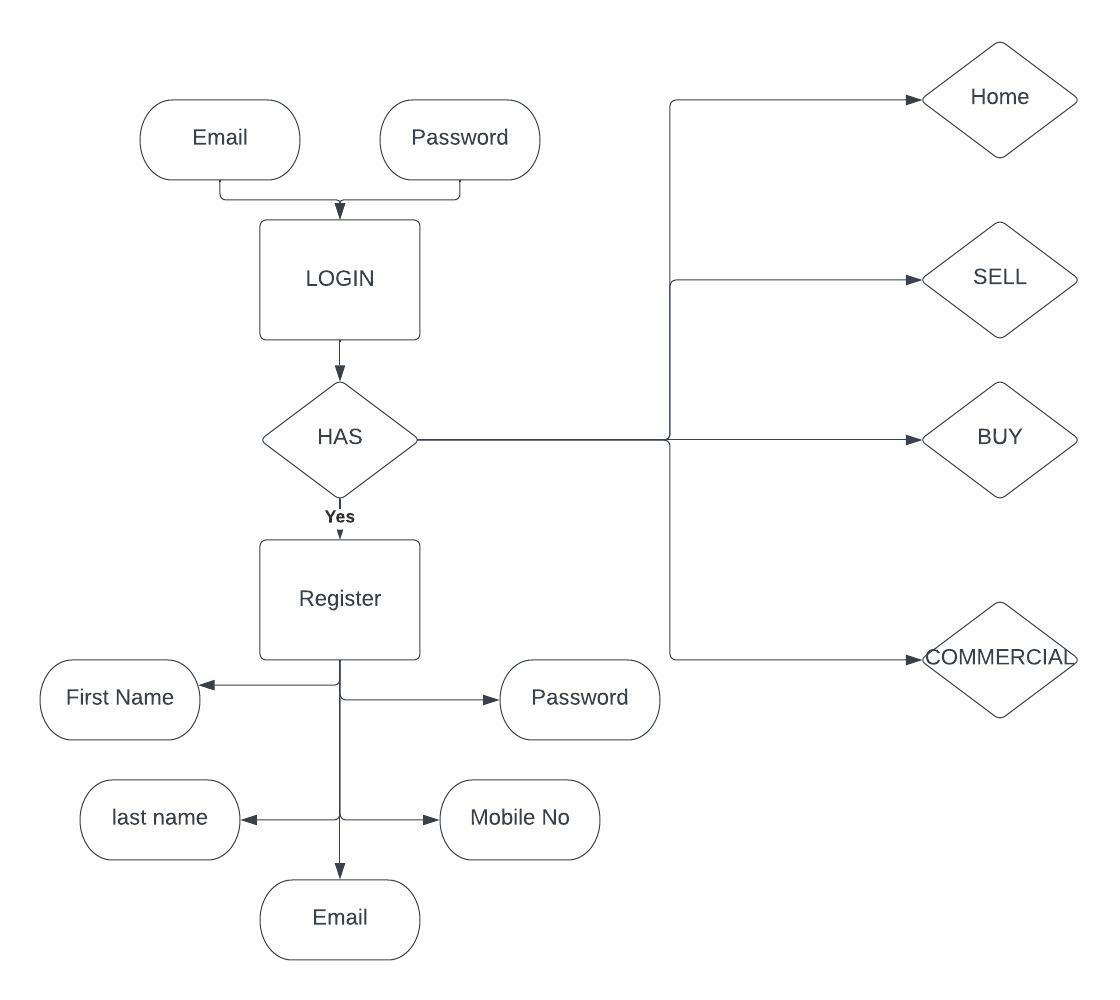 Home
Email
Password
SELL
LOGIN
HAS
BUY
Yes
Register
COMMERCIAL
First Name
Password
last name
Mobile No
Email